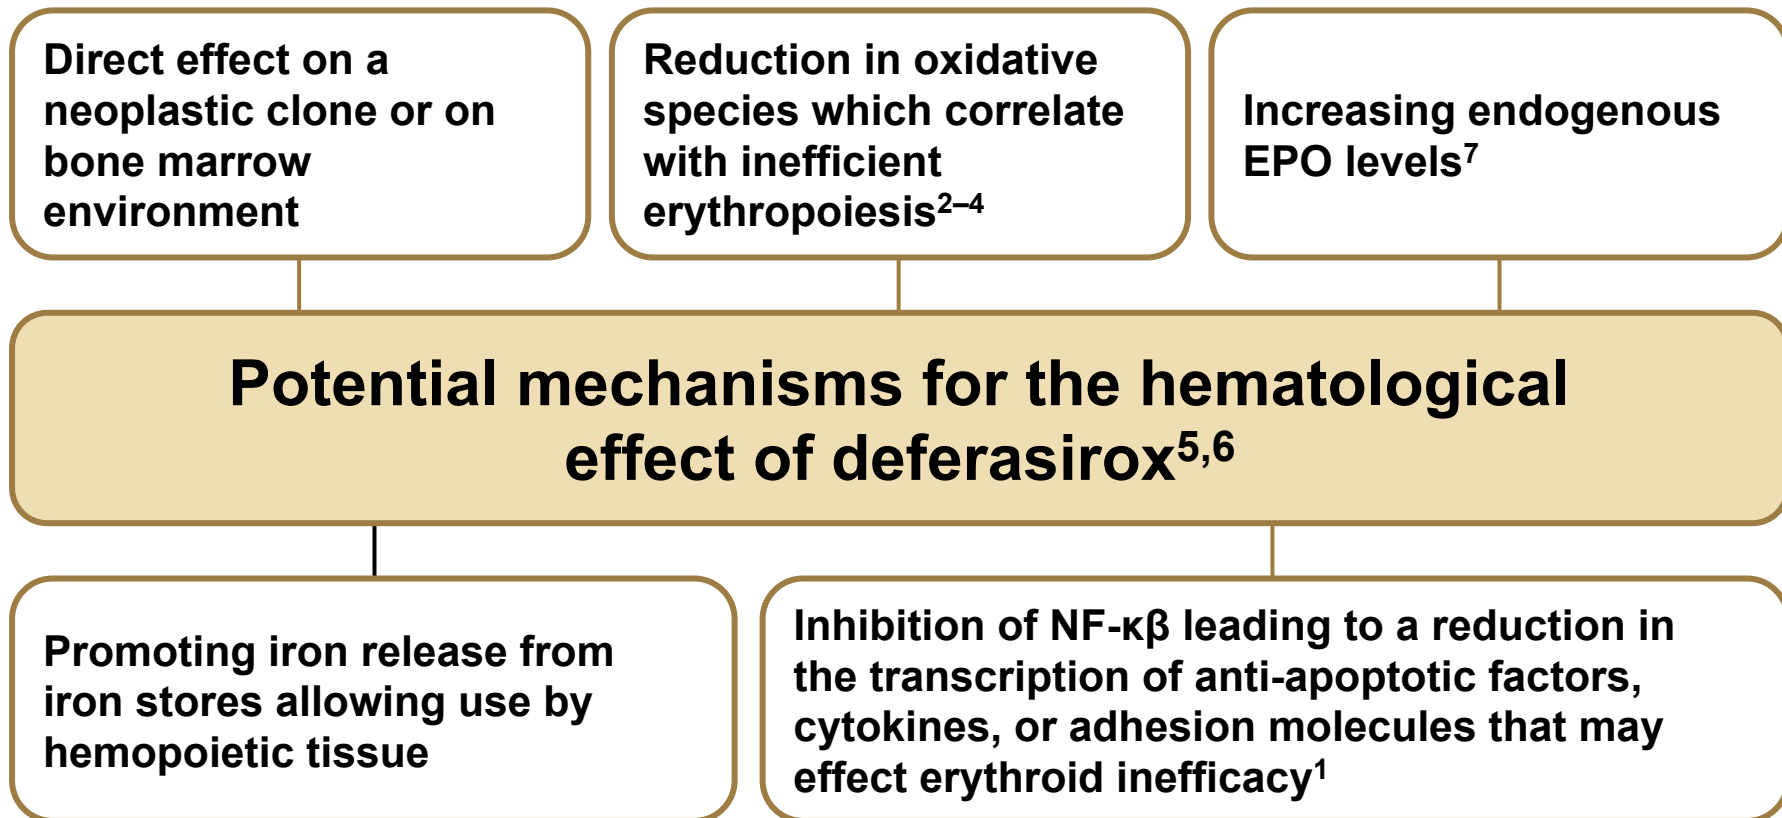 Direct effect on a
neoplastic clone or on
bone marrow
environment
Reduction in oxidative
species which correlate
with inefficient
erythropoiesis²⁻⁴
Increasing endogenous
EPO levels⁷
Potential mechanisms for the hematological
effect of deferasirox⁵,⁶
Promoting iron release from
iron stores allowing use by
hemopoietic tissue
Inhibition of NF-κβ leading to a reduction in
the transcription of anti-apoptotic factors,
cytokines, or adhesion molecules that may
effect erythroid inefficacy¹